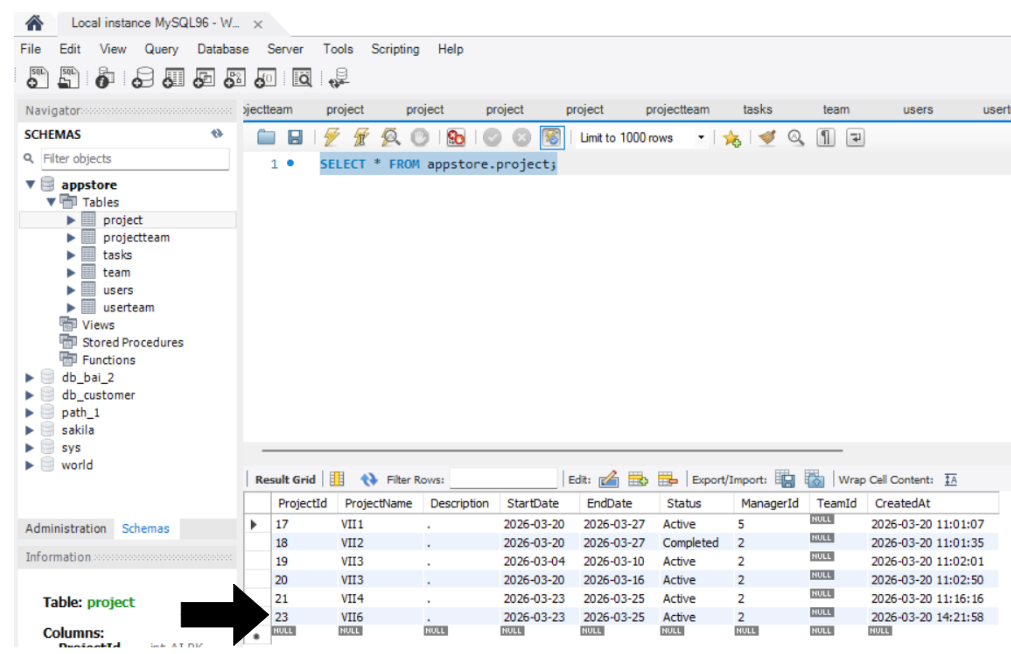 Local instance MySQL96 - W...
File Edit View Query Database Server Tools Scripting Help
Navigator
ojectteam project project project project projectteam tasks team users usert
SCHEMAS
Filter objects
Limit to 1000 rows
1 SELECT * FROM appstore.project;
appstore
Tables
project
projectteam
tasks
team
users
userteam
Views
Stored Procedures
Functions
db_bai_2
db_customer
path_1
sakila
sys
world
Administration Schemas
Information
Table: project
Columns:
ProjectId int AI PK
Result Grid Filter Rows: Edit: Export/Import: Wrap Cell Content:
ProjectId ProjectName Description StartDate EndDate Status ManagerId TeamId CreatedAt
17 VII1 . 2026-03-20 2026-03-27 Active 5 NULL 2026-03-20 11:01:07
18 VII2 . 2026-03-20 2026-03-27 Completed 2 NULL 2026-03-20 11:01:35
19 VII3 . 2026-03-04 2026-03-10 Active 2 NULL 2026-03-20 11:02:01
20 VII3 . 2026-03-20 2026-03-16 Active 2 NULL 2026-03-20 11:02:50
21 VII4 . 2026-03-23 2026-03-25 Active 2 NULL 2026-03-20 11:16:16
23 VII6 . 2026-03-23 2026-03-25 Active 2 NULL 2026-03-20 14:21:58
NULL NULL NULL NULL NULL NULL NULL NULL NULL